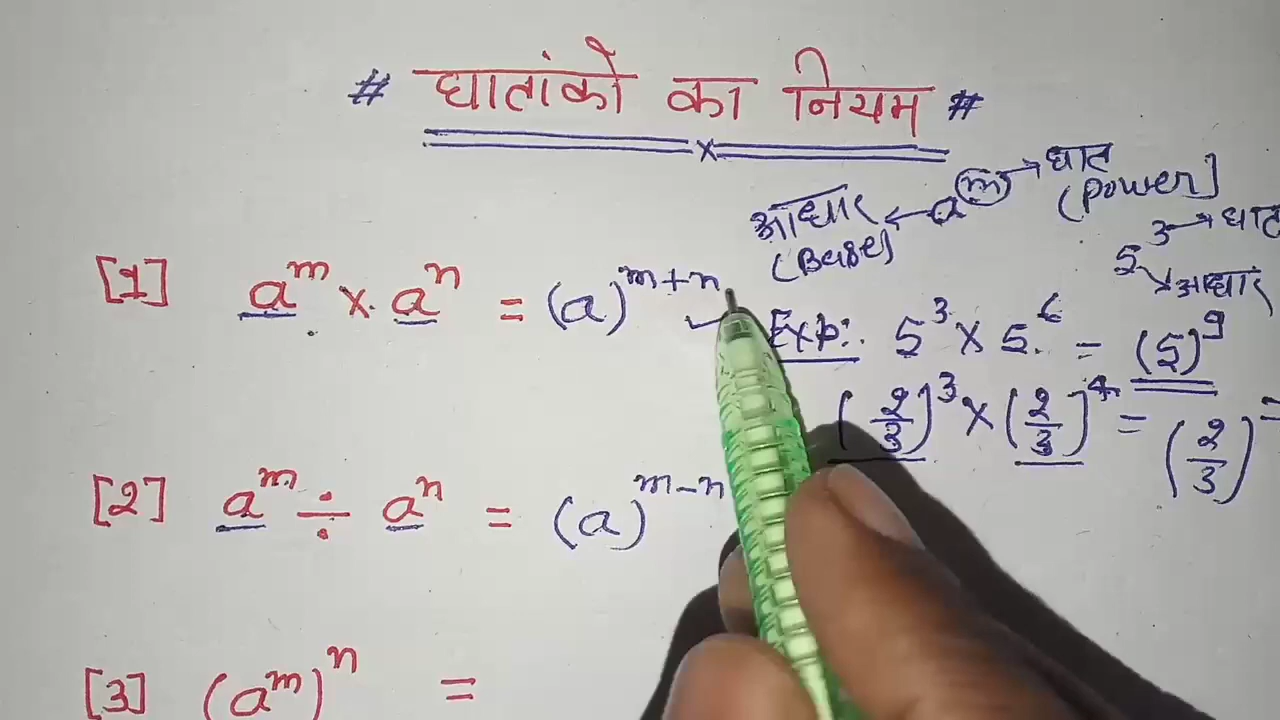 # घातांको का नियम #
आधार ← a^m → घात
(Base) (Power)
5^3 → घात
आधार
[1] a^m × a^n = (a)^m+n
Exp:. 5^3 × 5^6 = (5)^9
(2/3)^3 × (2/3)^4 = (2/3)
[2] a^m ÷ a^n = (a)^m-n
[3] (a^m)^n =